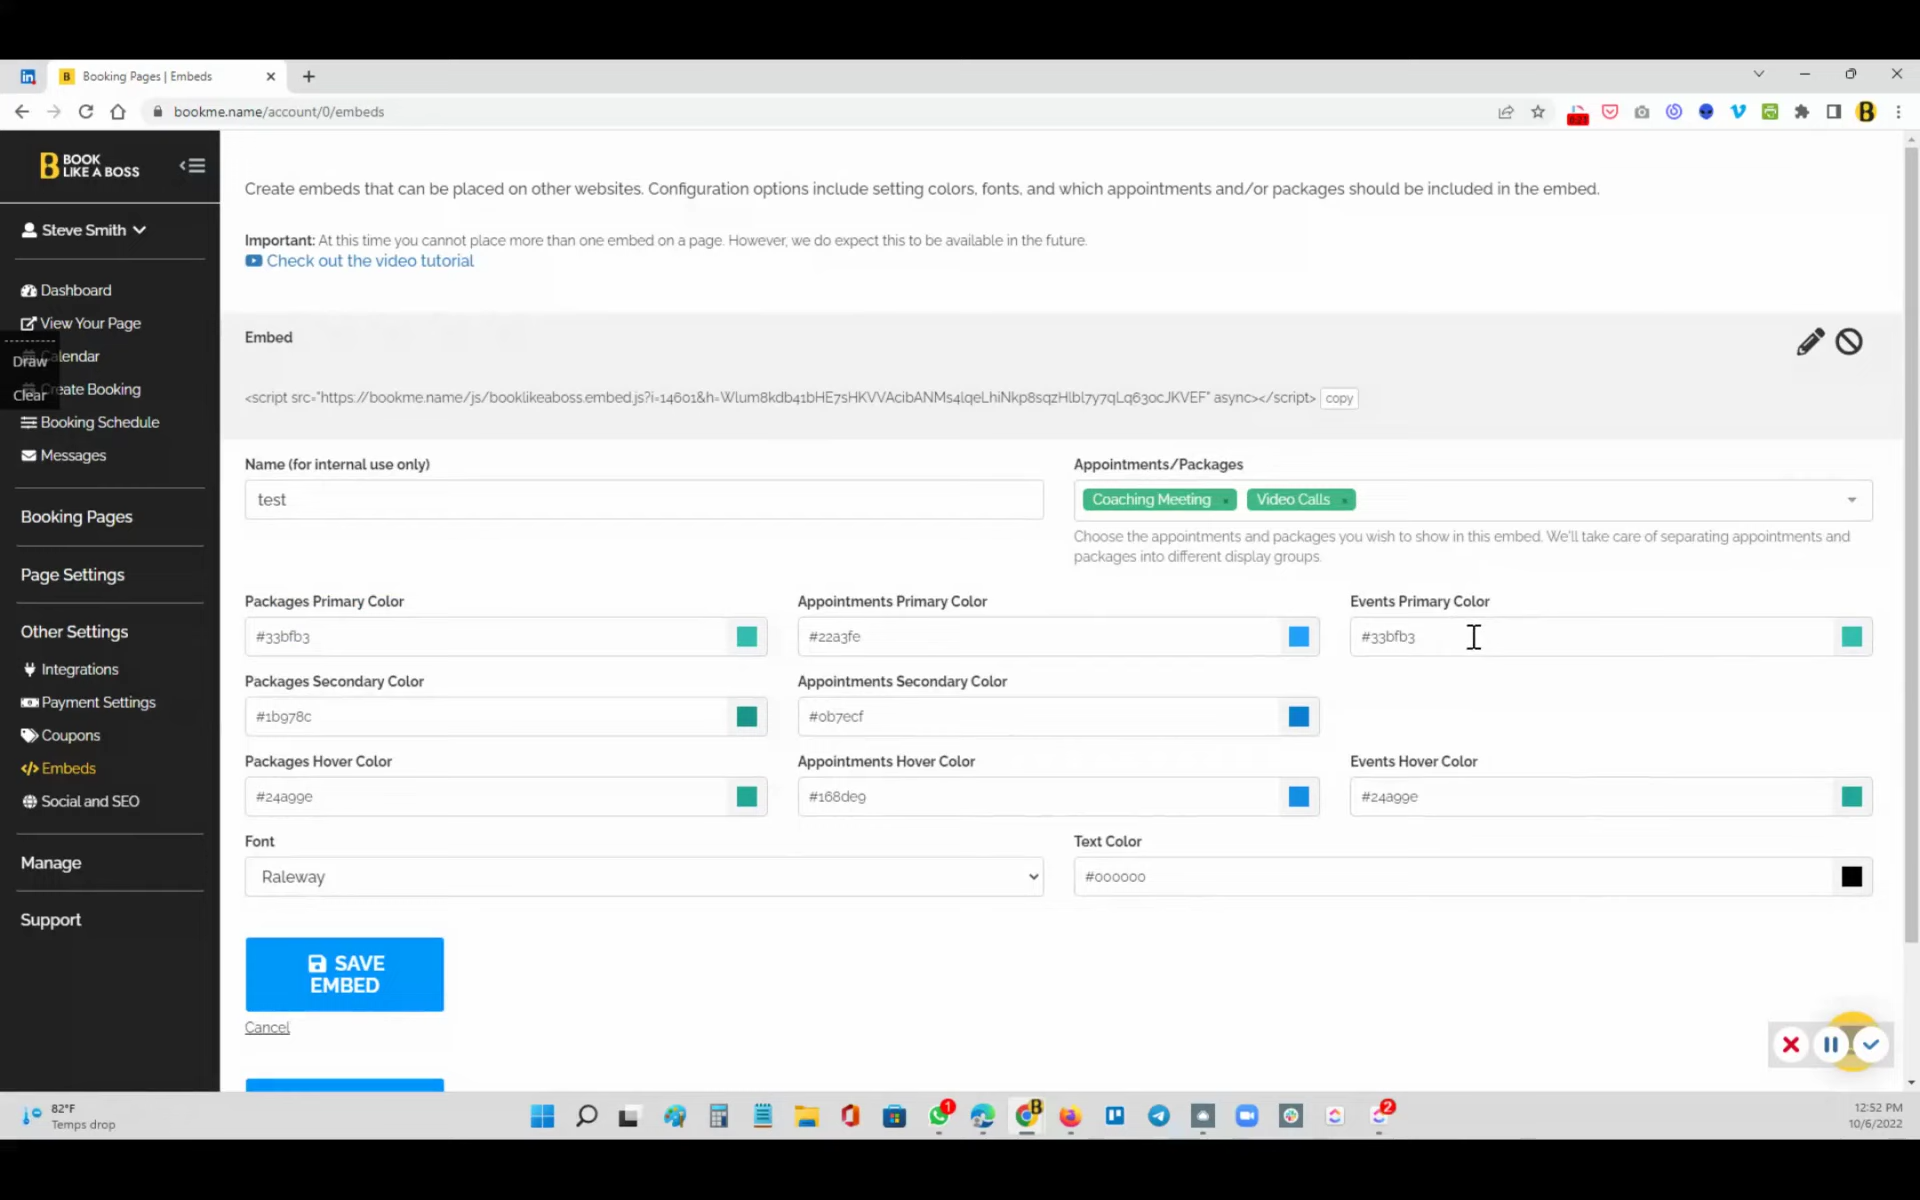 Booking Pages | Embeds
bookme.name/account/0/embeds
BOOK
LIKE A BOSS
Steve Smith
Dashboard
View Your Page
Calendar
Draw
Create Booking
Clear
Booking Schedule
Messages
Booking Pages
Page Settings
Other Settings
Integrations
Payment Settings
Coupons
Embeds
Social and SEO
Manage
Support
Create embeds that can be placed on other websites. Configuration options include setting colors, fonts, and which appointments and/or packages should be included in the embed.
Important: At this time you cannot place more than one embed on a page. However, we do expect this to be available in the future.
Check out the video tutorial
Embed
<script src="https://bookme.name/js/booklikeaboss.embed.js?i=14601&h=Wlum8kdb41bHE7sHKVVAcibANMs4lqeLhiNkp8sqzHlbl7y7qLq63ocJKVEF" async></script> copy
Name (for internal use only)
test
Appointments/Packages
Coaching Meeting × Video Calls ×
Choose the appointments and packages you wish to show in this embed. We'll take care of separating appointments and
packages into different display groups.
Packages Primary Color
#33bfb3
Appointments Primary Color
#22a3fe
Events Primary Color
#33bfb3
Packages Secondary Color
#1b978c
Appointments Secondary Color
#0b7ecf
Packages Hover Color
#24a99e
Appointments Hover Color
#168de9
Events Hover Color
#24a99e
Font
Raleway
Text Color
#000000
SAVE
EMBED
Cancel
82°F
Temps drop
1
2
12:52 PM
10/6/2022